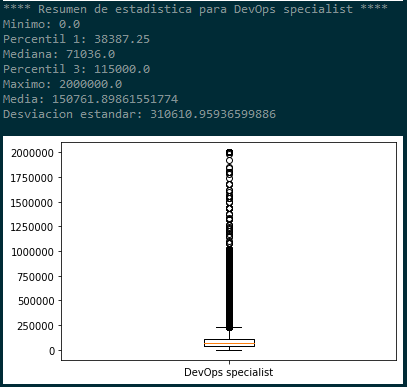 **** Resumen de estadistica para DevOps specialist ****
Minimo: 0.0
Percentil 1: 38387.25
Mediana: 71036.0
Percentil 3: 115000.0
Maximo: 2000000.0
Media: 150761.89861551774
Desviacion estandar: 310610.95936599886
2000000
1750000
1500000
1250000
1000000
750000
500000
250000
0
DevOps specialist